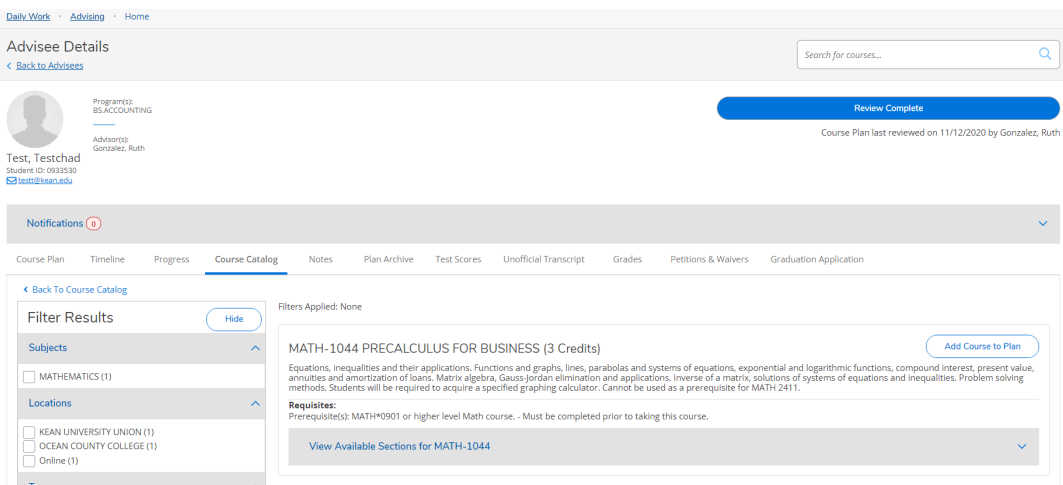 Daily Work · Advising · Home
Advisee Details
< Back to Advisees
Search for courses...
Program(s):
BS.ACCOUNTING
Advisor(s):
Gonzalez, Ruth
Test, Testchad
Student ID: 0933530
testt@kean.edu
Review Complete
Course Plan last reviewed on 11/12/2020 by Gonzalez, Ruth
Notifications 0
Course Plan Timeline Progress Course Catalog Notes Plan Archive Test Scores Unofficial Transcript Grades Petitions & Waivers Graduation Application
< Back To Course Catalog
Filter Results
Hide
Subjects
MATHEMATICS (1)
Locations
KEAN UNIVERSITY UNION (1)
OCEAN COUNTY COLLEGE (1)
Online (1)
Filters Applied: None
MATH-1044 PRECALCULUS FOR BUSINESS (3 Credits)
Add Course to Plan
Equations, inequalities and their applications. Functions and graphs, lines, parabolas and systems of equations, exponential and logarithmic functions, compound interest, present value,
annuities and amortization of loans. Matrix algebra, Gauss-Jordan elimination and applications. Inverse of a matrix, solutions of systems of equations and inequalities. Problem solving
methods. Students will be required to acquire a specified graphing calculator. Cannot be used as a prerequisite for MATH 2411.
Requisites:
Prerequisite(s): MATH*0901 or higher level Math course. - Must be completed prior to taking this course.
View Available Sections for MATH-1044